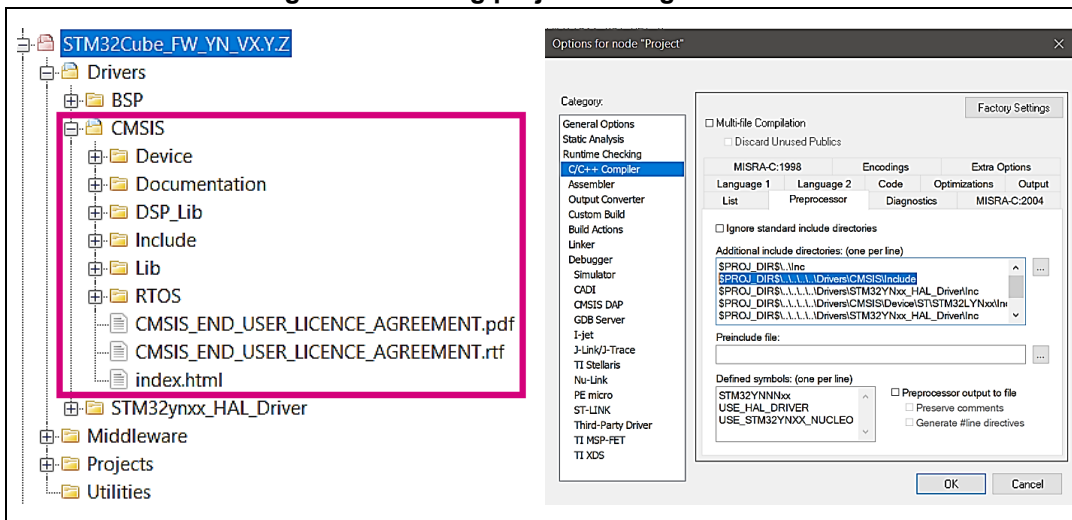 STM32Cube_FW_YN_VX.Y.Z
Drivers
BSP
CMSIS
Device
Documentation
DSP_Lib
Include
Lib
RTOS
CMSIS_END_USER_LICENCE_AGREEMENT.pdf
CMSIS_END_USER_LICENCE_AGREEMENT.rtf
index.html
STM32ynxx_HAL_Driver
Middleware
Projects
Utilities
Options for node "Project"
Category:
General Options
Static Analysis
Runtime Checking
C/C++ Compiler
Assembler
Output Converter
Custom Build
Build Actions
Linker
Debugger
Simulator
CADI
CMSIS DAP
GDB Server
I-jet
J-Link/J-Trace
TI Stellaris
Nu-Link
PE micro
ST-LINK
Third-Party Driver
TI MSP-FET
TI XDS
Factory Settings
Multi-file Compilation
Discard Unused Publics
MISRA-C:1998 Encodings Extra Options
Language 1 Language 2 Code Optimizations Output
List Preprocessor Diagnostics MISRA-C:2004
Ignore standard include directories
Additional include directories: (one per line)
$PROJ_DIR$\..\Inc
$PROJ_DIR$\..\..\..\..\Drivers\CMSIS\Include
$PROJ_DIR$\..\..\..\..\Drivers\STM32YNxx_HAL_Driver\Inc
$PROJ_DIR$\..\..\..\..\Drivers\CMSIS\Device\ST\STM32LYNxx\In
$PROJ_DIR$\..\..\..\..\Drivers\STM32YNxx_HAL_Driver\Inc
...
Preinclude file:
...
Defined symbols: (one per line)
STM32YNNNxx
USE_HAL_DRIVER
USE_STM32YNXX_NUCLEO
Preprocessor output to file
Preserve comments
Generate #line directives
OK Cancel